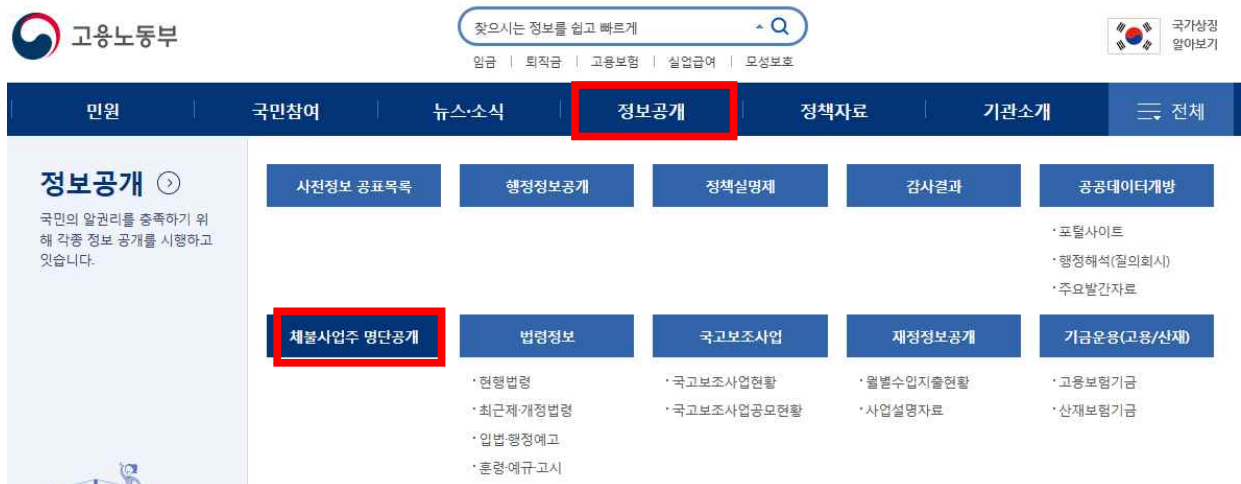 고용노동부
찾으시는 정보를 쉽고 빠르게
국가상징
알아보기
임금 | 퇴직금 | 고용보험 | 실업급여 | 모성보호
민원 국민참여 뉴스·소식 정보공개 정책자료 기관소개 전체
정보공개
국민의 알권리를 충족하기 위
해 각종 정보 공개를 시행하고
잇습니다.
사전정보 공표목록 행정정보공개 정책실명제 감사결과 공공데이터개방
·포털사이트
·행정해석(질의회시)
·주요발간자료
체불사업주 명단공개 법령정보 국고보조사업 재정정보공개 기금운용(고용/산재)
·현행법령 ·국고보조사업현황 ·월별수입지출현황 ·고용보험기금
·최근제·개정법령 ·국고보조사업공모현황 ·사업설명자료 ·산재보험기금
·입법·행정예고
·훈령·예규·고시